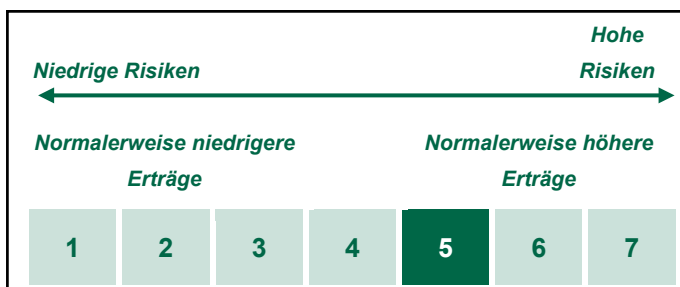 Hohe
Niedrige Risiken Risiken
Normalerweise niedrigere Normalerweise höhere
Erträge Erträge
1 2 3 4 5 6 7